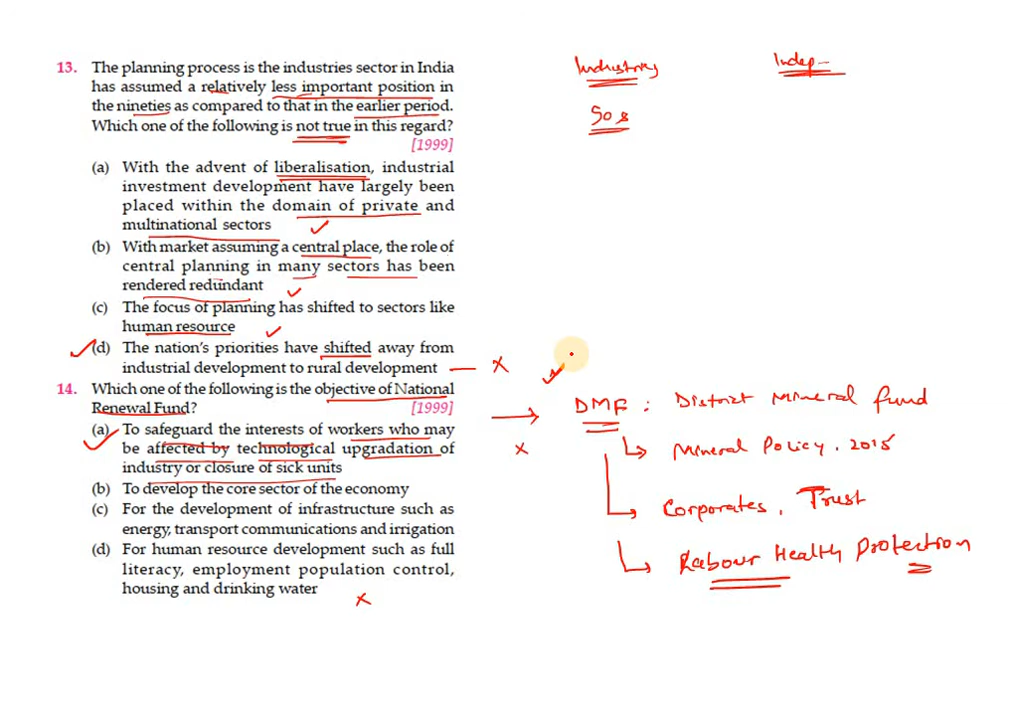 13. The planning process is the industries sector in India
has assumed a relatively less important position in
the nineties as compared to that in the earlier period.
Which one of the following is not true in this regard?
[1999]
(a) With the advent of liberalisation, industrial
investment development have largely been
placed within the domain of private and
multinational sectors
(b) With market assuming a central place, the role of
central planning in many sectors has been
rendered redundant
(c) The focus of planning has shifted to sectors like
human resource
(d) The nation's priorities have shifted away from
industrial development to rural development
14. Which one of the following is the objective of National
Renewal Fund? [1999]
(a) To safeguard the interests of workers who may
be affected by technological upgradation of
industry or closure of sick units
(b) To develop the core sector of the economy
(c) For the development of infrastructure such as
energy, transport communications and irrigation
(d) For human resource development such as full
literacy, employment population control,
housing and drinking water
Industry
50s
Indep-
DMF : District Mineral fund
Mineral Policy. 2015
Corporates, Trust
Labour Health Protection